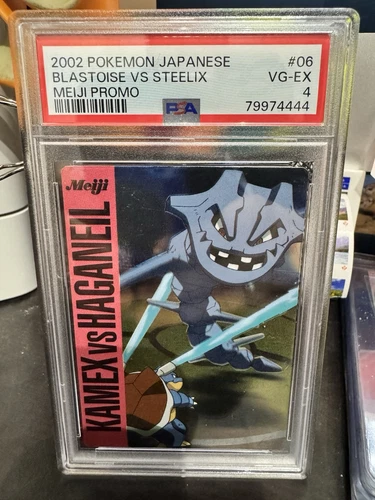 2002 POKEMON JAPANESE #06
BLASTOISE VS STEELIX VG-EX
MEIJI PROMO 4
PSA 79974444
Meiji
KAMEX VS HAGANEIL